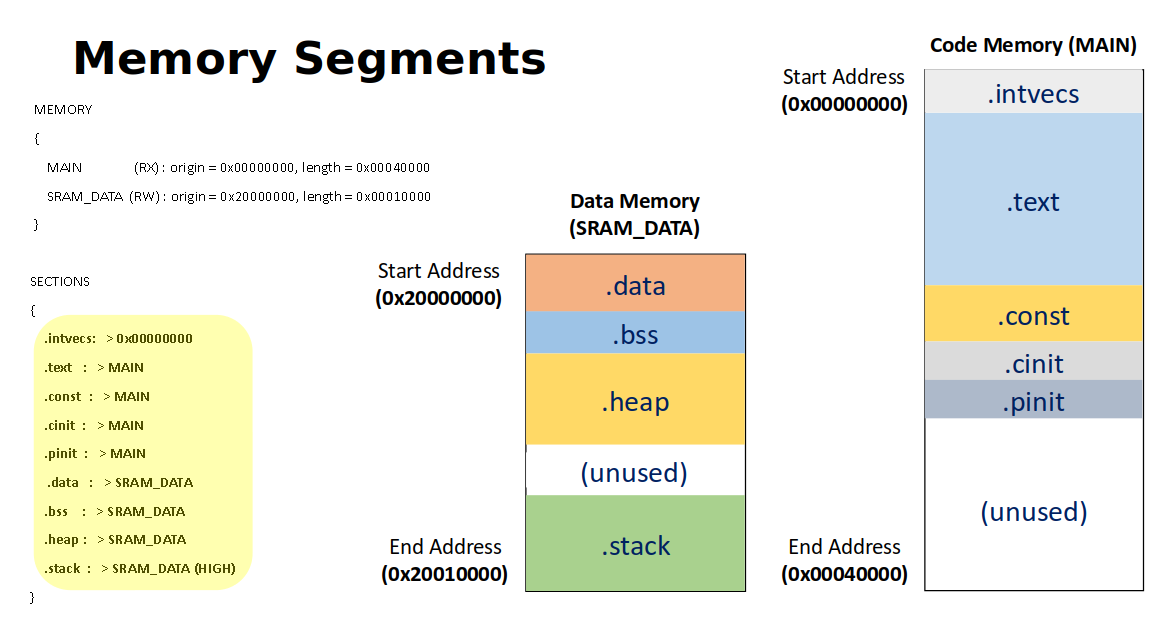 Memory Segments
MEMORY
{
MAIN (RX) : origin = 0x00000000, length = 0x00040000
SRAM_DATA (RW) : origin = 0x20000000, length = 0x00010000
}
SECTIONS
{
.intvecs: > 0x00000000
.text : > MAIN
.const : > MAIN
.cinit : > MAIN
.pinit : > MAIN
.data : > SRAM_DATA
.bss : > SRAM_DATA
.heap : > SRAM_DATA
.stack : > SRAM_DATA (HIGH)
}
Data Memory
(SRAM_DATA)
Start Address
(0x20000000)
.data
.bss
.heap
(unused)
.stack
End Address
(0x20010000)
Code Memory (MAIN)
Start Address
(0x00000000)
.intvecs
.text
.const
.cinit
.pinit
(unused)
End Address
(0x00040000)